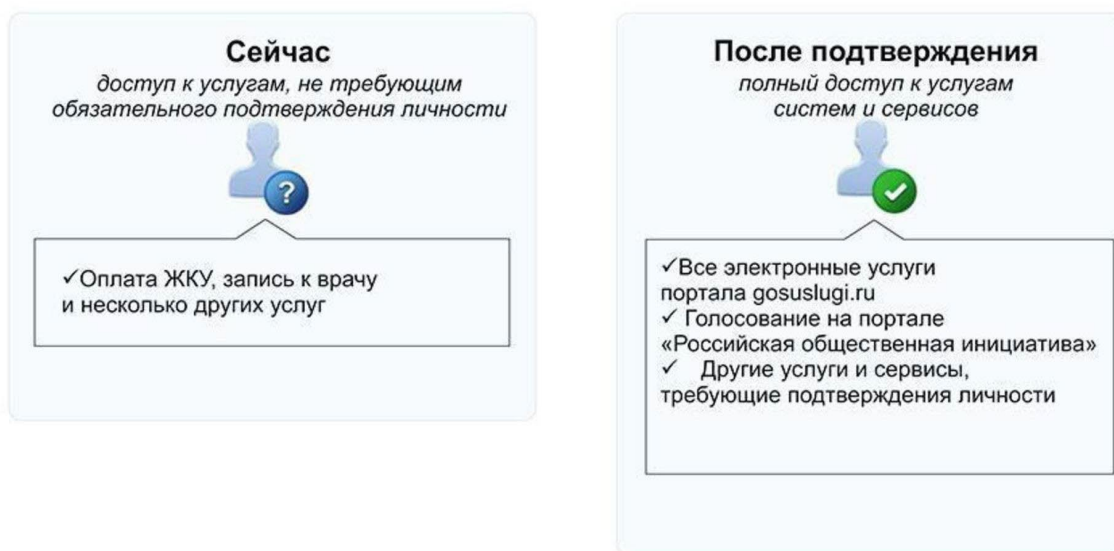 Сейчас
доступ к услугам, не требующим
обязательного подтверждения личности
?
✓Оплата ЖКУ, запись к врачу
и несколько других услуг
После подтверждения
полный доступ к услугам
систем и сервисов
✓Все электронные услуги
портала gosuslugi.ru
✓ Голосование на портале
«Российская общественная инициатива»
✓ Другие услуги и сервисы,
требующие подтверждения личности